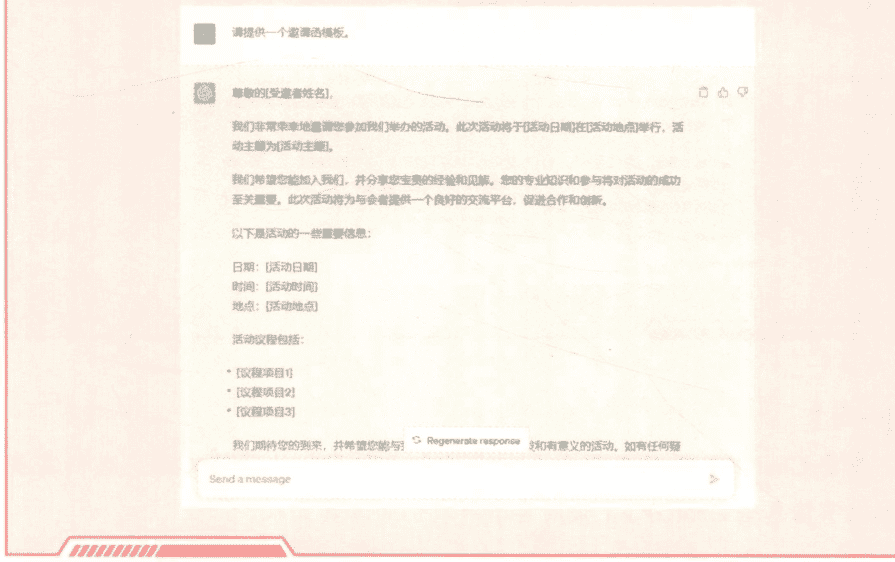 请提供一个邀请函模板。
尊敬的[受邀者姓名],
我们非常荣幸地邀请您参加我们举办的活动。此次活动将于[活动日期]在[活动地点]举行，活
动主题为[活动主题]。
我们希望您能加入我们，并分享您宝贵的经验和见解。您的专业知识和参与将对活动的成功
至关重要。此次活动将为与会者提供一个良好的交流平台，促进合作和创新。
以下是活动的一些重要信息：
日期：[活动日期]
时间：[活动时间]
地点：[活动地点]
活动议程包括：
• [议程项目1]
• [议程项目2]
• [议程项目3]
我们期待您的到来，并希望您能与 Regenerate response 和有意义的活动。如有任何疑
Send a message